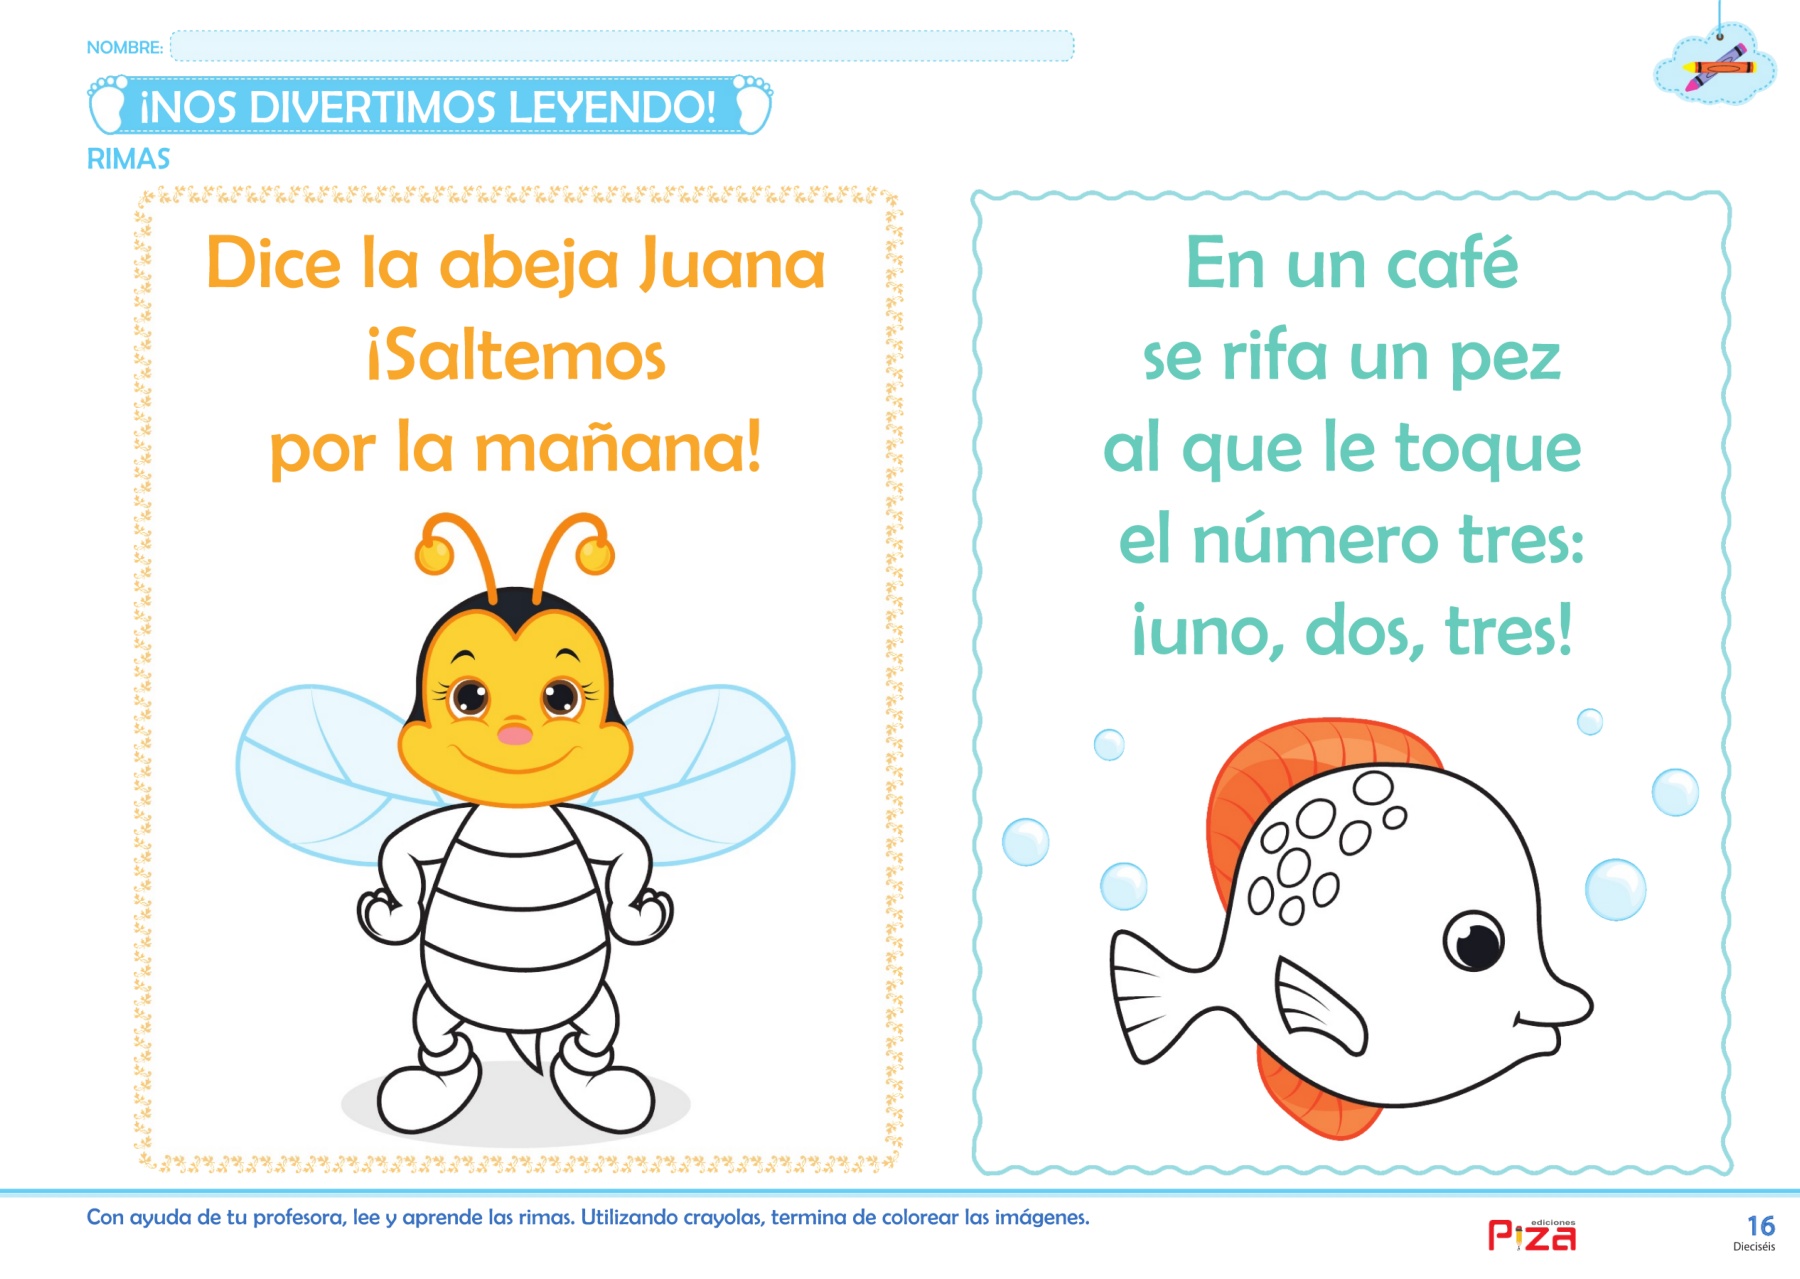 NOMBRE:
¡NOS DIVERTIMOS LEYENDO!
RIMAS
Dice la abeja Juana
¡Saltemos
por la mañana!
En un café
se rifa un pez
al que le toque
el número tres:
¡uno, dos, tres!
Con ayuda de tu profesora, lee y aprende las rimas. Utilizando crayolas, termina de colorear las imágenes.
ediciones
Piza
16
Dieciséis